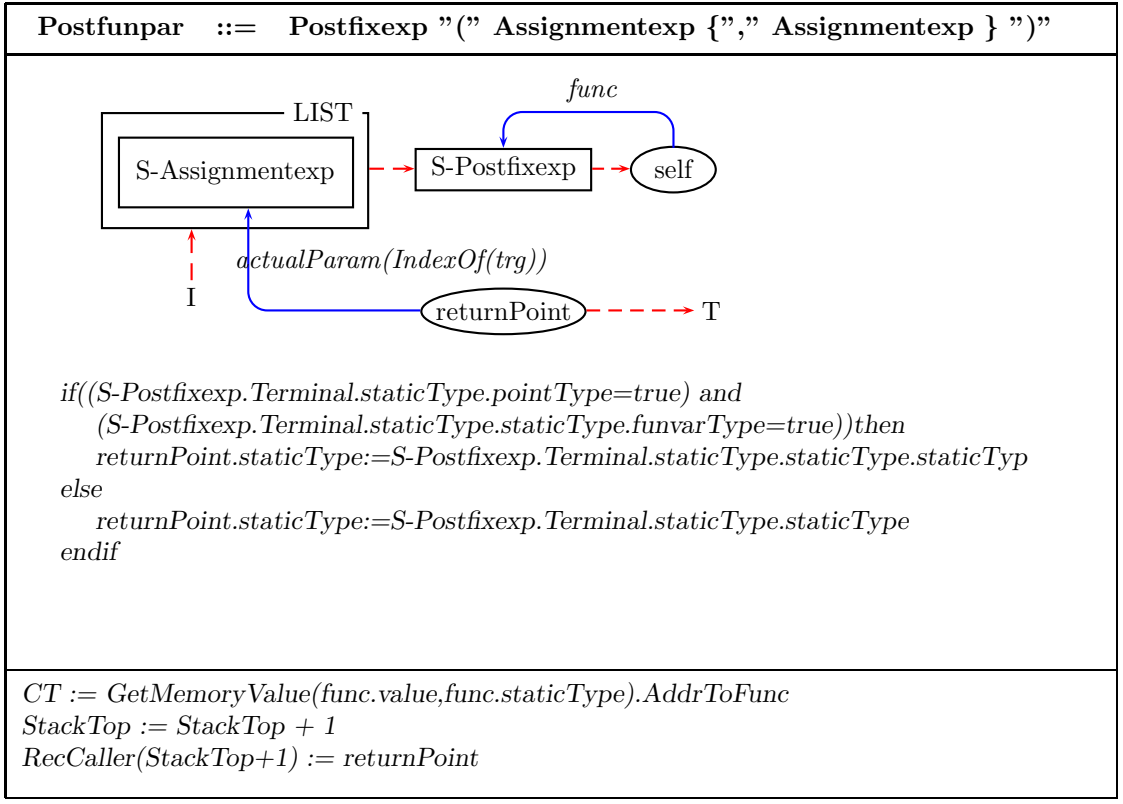 Postfunpar ::= Postfixexp ”(” Assignmentexp {”,” Assignmentexp } ”)”
func
LIST
S-Assignmentexp
S-Postfixexp
self
actualParam(IndexOf(trg))
I
returnPoint
T
if((S-Postfixexp.Terminal.staticType.pointType=true) and
(S-Postfixexp.Terminal.staticType.staticType.funvarType=true))then
returnPoint.staticType:=S-Postfixexp.Terminal.staticType.staticType.staticTyp
else
returnPoint.staticType:=S-Postfixexp.Terminal.staticType.staticType
endif
CT := GetMemoryValue(func.value,func.staticType).AddrToFunc
StackTop := StackTop + 1
RecCaller(StackTop+1) := returnPoint